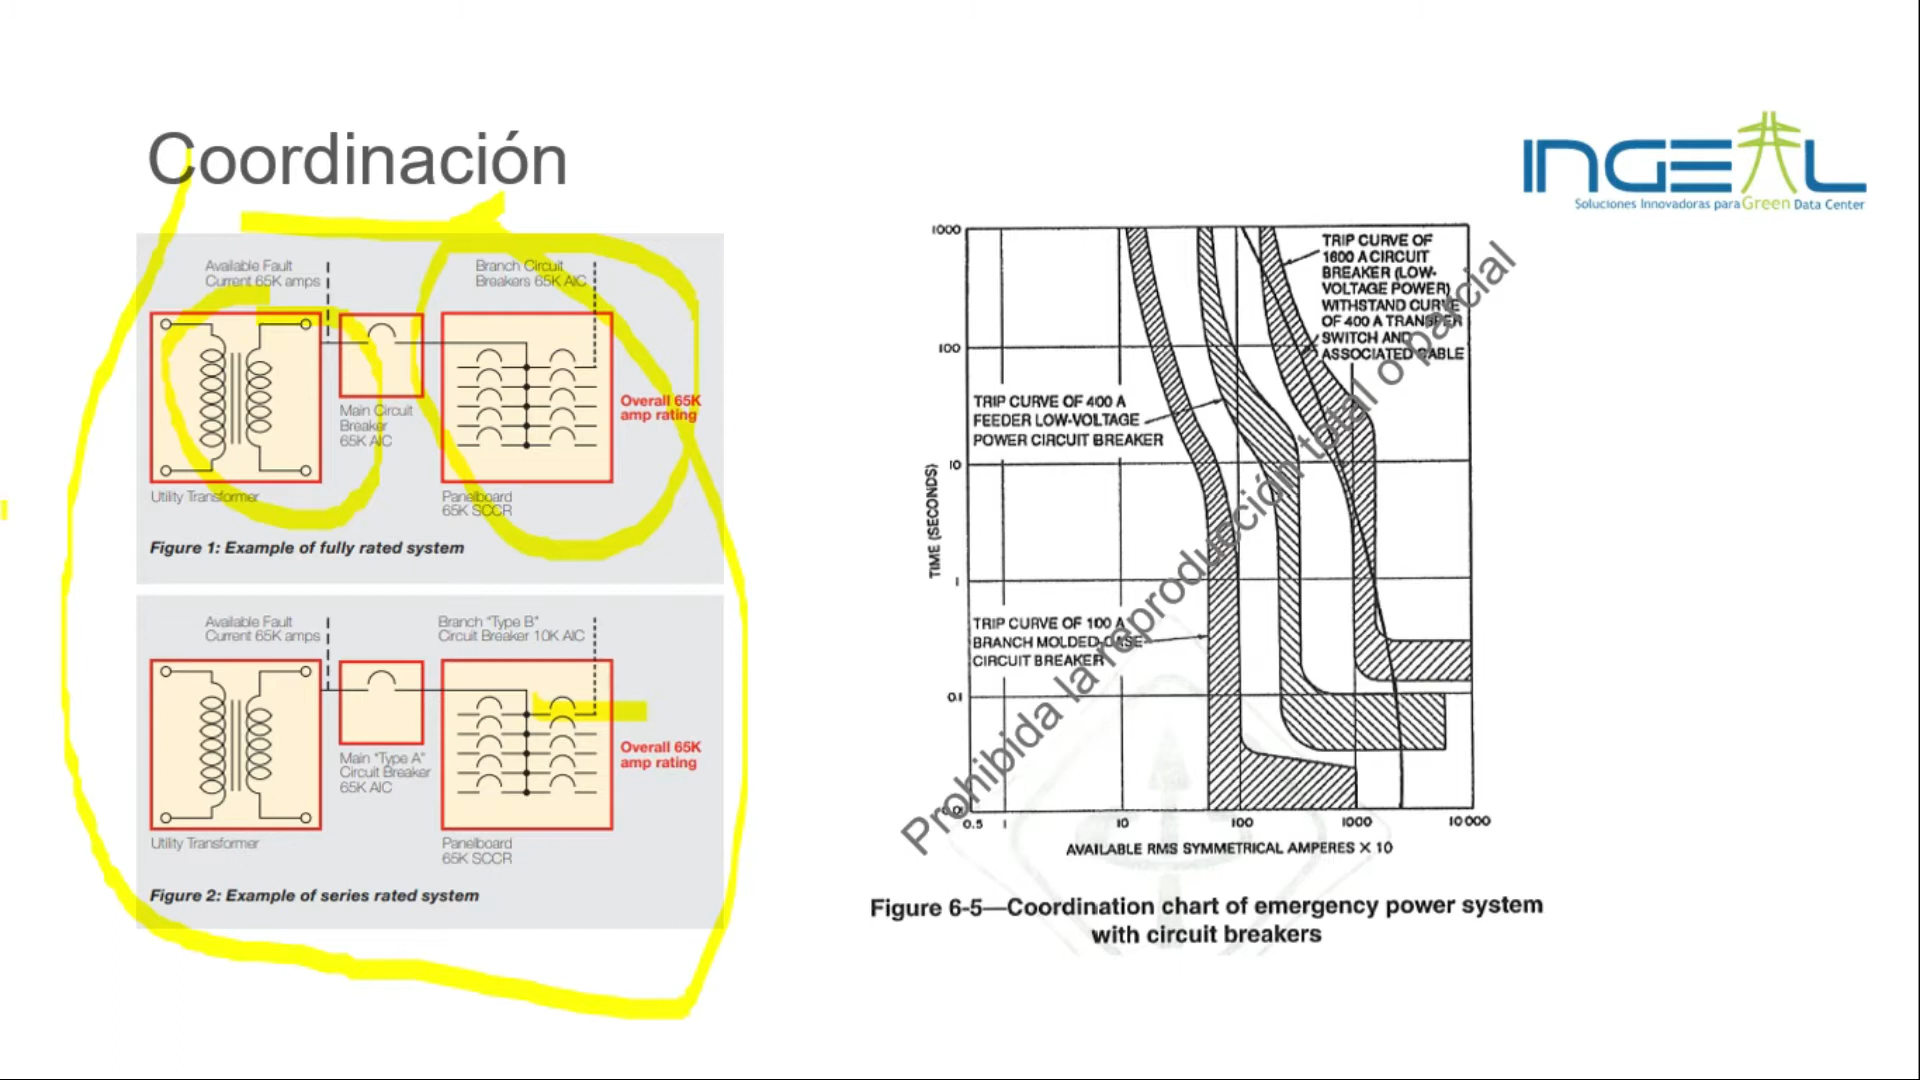 Coordinación
INGEAL
Soluciones Innovadoras para Green Data Center
Available Fault
Current 65K amps
Branch Circuit
Breakers 65K AIC
Main Circuit
Breaker
65K AIC
Overall 65K
amp rating
Utility Transformer
Panelboard
65K SCCR
Figure 1: Example of fully rated system
Available Fault
Current 65K amps
Branch "Type B"
Circuit Breaker 10K AIC
Main "Type A"
Circuit Breaker
65K AIC
Overall 65K
amp rating
Utility Transformer
Panelboard
65K SCCR
Figure 2: Example of series rated system
1000
100
10
1
0.1
TIME (SECONDS)
TRIP CURVE OF
1600 A CIRCUIT
BREAKER (LOW-
VOLTAGE POWER)
WITHSTAND CURVE
OF 400 A TRANSFER
SWITCH AND
ASSOCIATED CABLE
TRIP CURVE OF 400 A
FEEDER LOW-VOLTAGE
POWER CIRCUIT BREAKER
TRIP CURVE OF 100 A
BRANCH MOLDED-CASE
CIRCUIT BREAKER
0.5 1 10 100 1000 10 000
AVAILABLE RMS SYMMETRICAL AMPERES × 10
Prohibida la reproducción total o parcial
Figure 6-5—Coordination chart of emergency power system
with circuit breakers